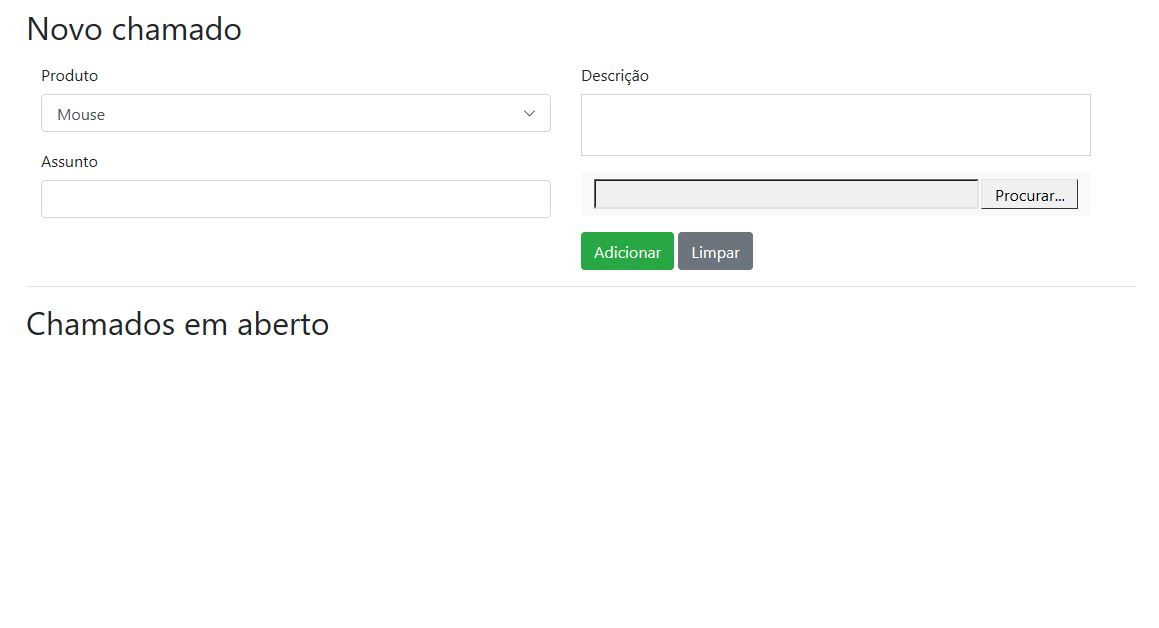 Novo chamado
Produto
Mouse
Assunto
Descrição
Procurar...
Adicionar Limpar
Chamados em aberto